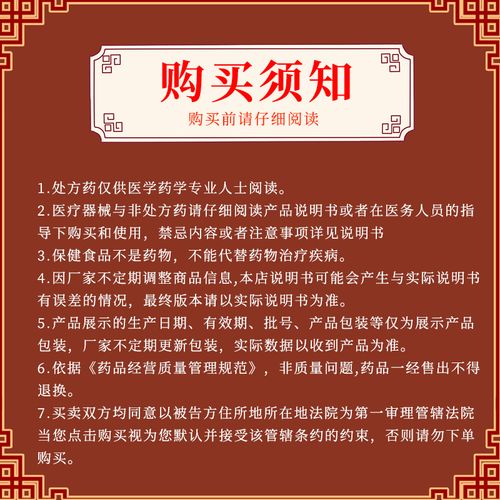 购买须知
购买前请仔细阅读
1.处方药仅供医学药学专业人士阅读。
2.医疗器械与非处方药请仔细阅读产品说明书或者在医务人员的指
导下购买和使用，禁忌内容或者注意事项详见说明书
3.保健食品不是药物，不能代替药物治疗疾病。
4.因厂家不定期调整商品信息,本店说明书可能会产生与实际说明书
有误差的情况，最终版本请以实际说明书为准。
5.产品展示的生产日期、有效期、批号、产品包装等仅为展示产品
包装，厂家不定期更新包装，实际数据以收到产品为准。
6.依据《药品经营质量管理规范》，非质量问题,药品一经售出不得
退换。
7.买卖双方均同意以被告方住所地所在地法院为第一审理管辖法院
当您点击购买视为您默认并接受该管辖条约的约束，否则请勿下单
购买。